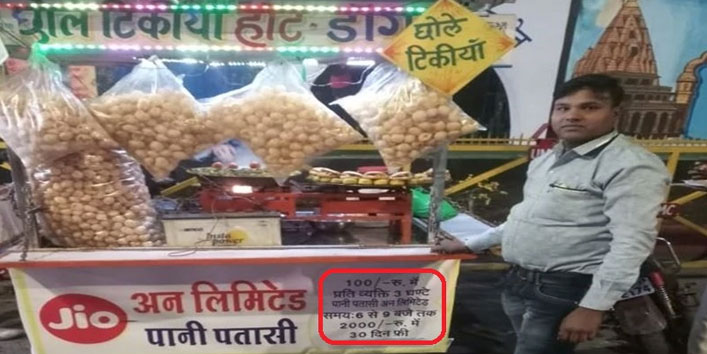 छोले टिकीया हॉट - डॉग
छोले
टिकीयाँ
Jio
अन लिमिटेड
पानी पतासी
100/-रु. में
प्रति व्यक्ति 3 घण्टे
पानी पतासी अन लिमिटेड
समय:6 से 9 बजे तक
2000/-रु. में
30 दिन फ्री